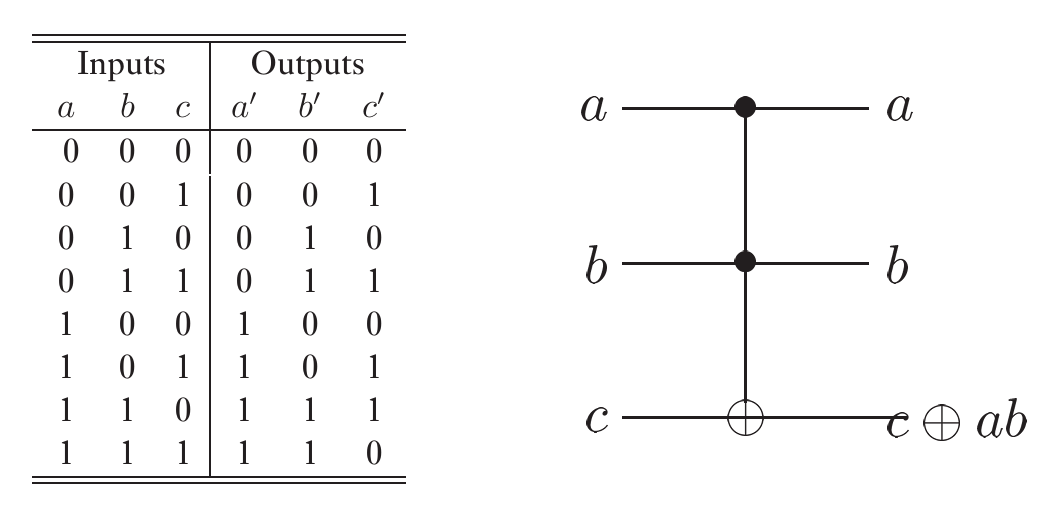 Inputs Outputs
a b c a′ b′ c′
0 0 0 0 0 0
0 0 1 0 0 1
0 1 0 0 1 0
0 1 1 0 1 1
1 0 0 1 0 0
1 0 1 1 0 1
1 1 0 1 1 1
1 1 1 1 1 0
a a
b b
c c ⊕ ab